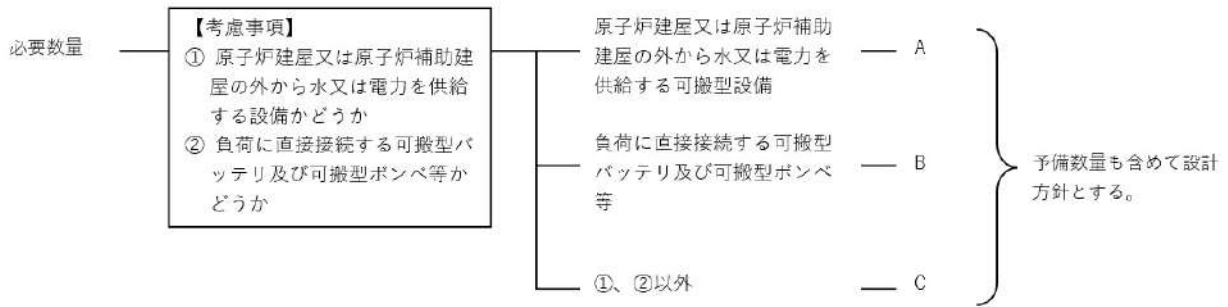 必要数量
【考慮事項】
① 原子炉建屋又は原子炉補助建
屋の外から水又は電力を供給
する設備かどうか
② 負荷に直接接続する可搬型バ
ッテリ及び可搬型ボンベ等か
どうか
原子炉建屋又は原子炉補助
建屋の外から水又は電力を
供給する可搬型設備
A
負荷に直接接続する可搬型
バッテリ及び可搬型ボンベ
等
B
①、②以外
C
予備数量も含めて設計
方針とする。